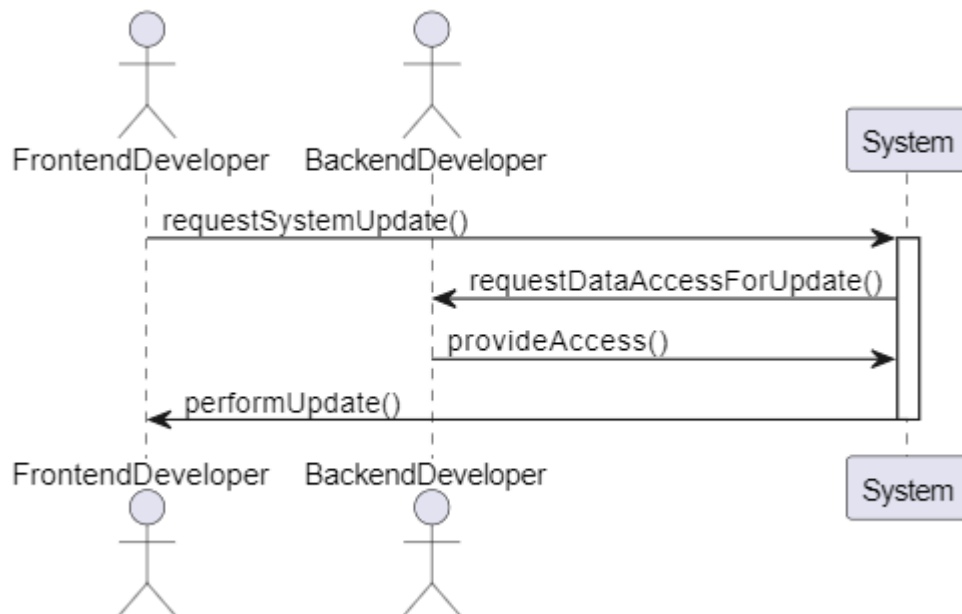 FrontendDeveloper
BackendDeveloper
System
requestSystemUpdate()
requestDataAccessForUpdate()
provideAccess()
performUpdate()
FrontendDeveloper
BackendDeveloper
System